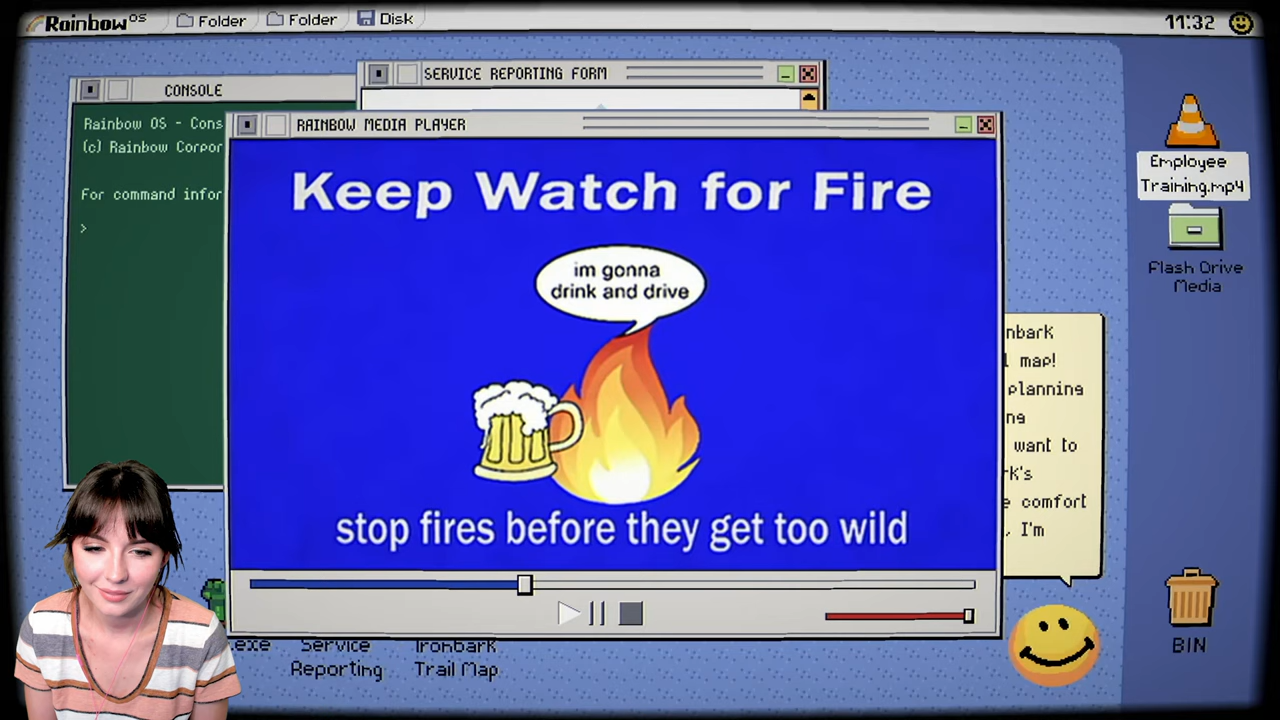 RainbowOS Folder Folder Disk 11:32
SERVICE REPORTING FORM
CONSOLE
Rainbow OS - Cons
(c) Rainbow Corpor
For command infor
>
RAINBOW MEDIA PLAYER
Keep Watch for Fire
im gonna
drink and drive
stop fires before they get too wild
Employee
Training.mp4
Flash Drive
Media
nbark
map!
planning
want to
comfort
I'm
.exe
Service
Reporting
Ironbark
Trail Map
BIN